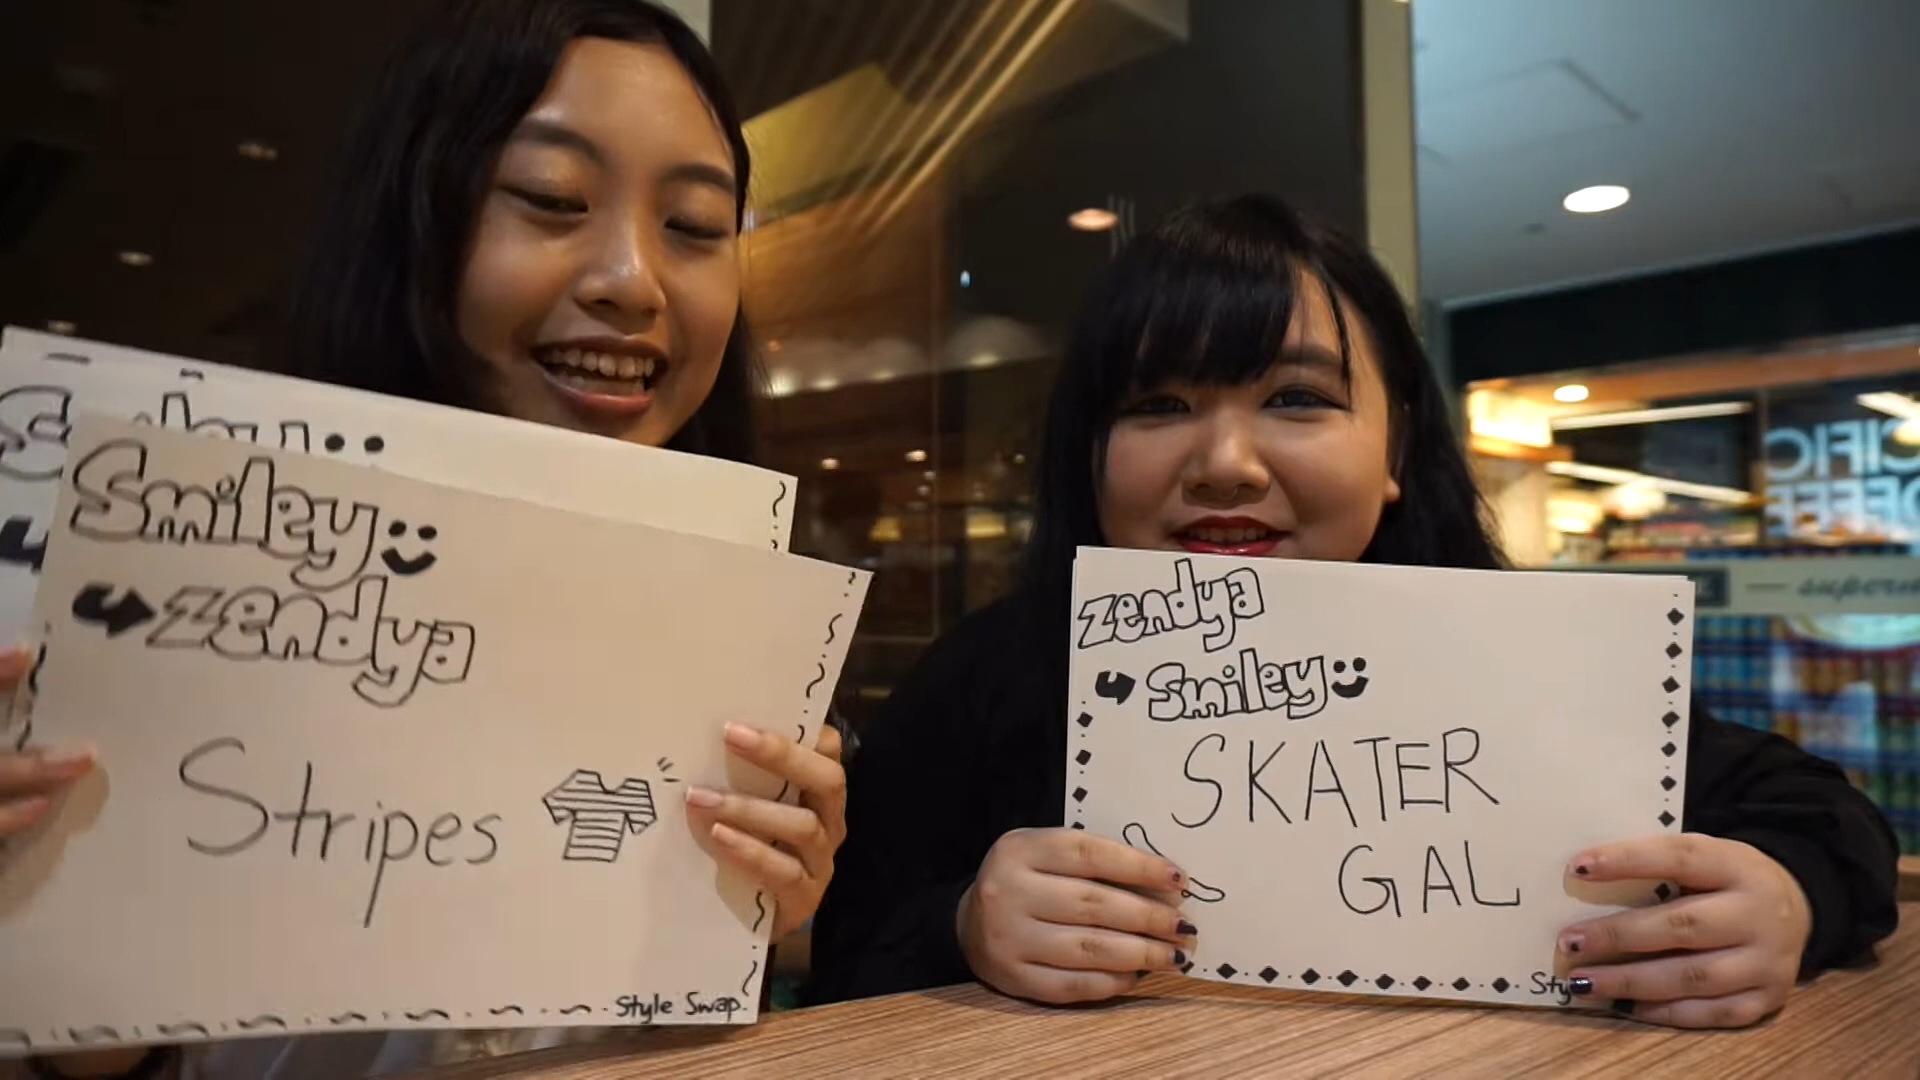 Smiley
zendya
Stripes
Style Swap
zendya
Smiley
SKATER
GAL